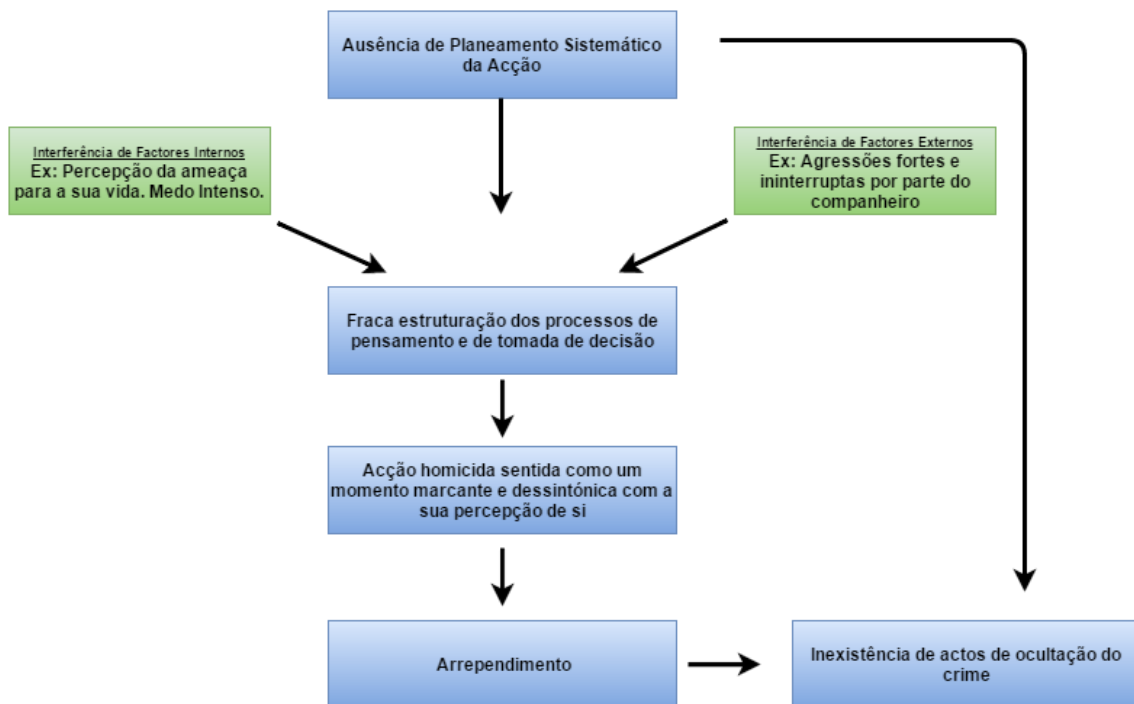 Ausência de Planeamento Sistemático
da Acção
Interferência de Factores Internos
Ex: Percepção da ameaça
para a sua vida. Medo Intenso.
Interferência de Factores Externos
Ex: Agressões fortes e
ininterruptas por parte do
companheiro
Fraca estruturação dos processos de
pensamento e de tomada de decisão
Acção homicida sentida como um
momento marcante e dessintónica com a
sua percepção de si
Arrependimento
Inexistência de actos de ocultação do
crime